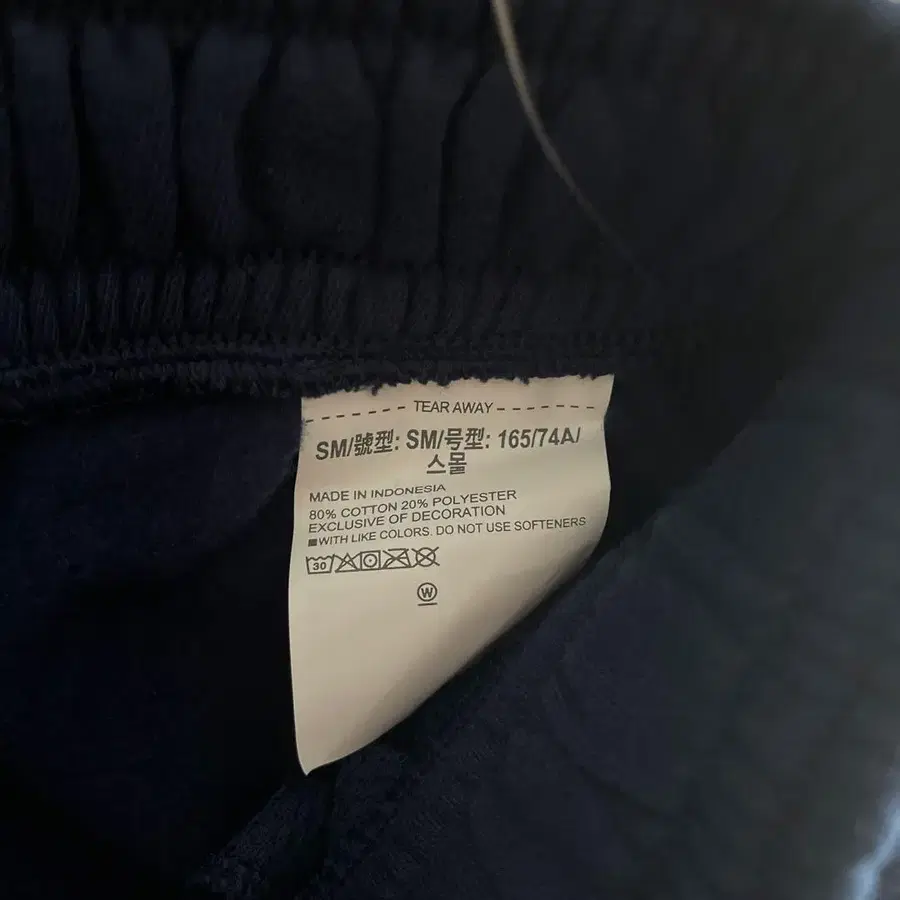 TEAR AWAY
SM/號型: SM/号型: 165/74A/
스몰
MADE IN INDONESIA
80% COTTON 20% POLYESTER
EXCLUSIVE OF DECORATION
WITH LIKE COLORS. DO NOT USE SOFTENERS
30
W